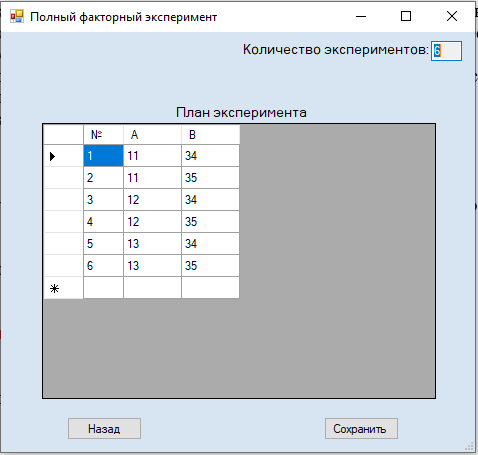 Полный факторный эксперимент
Количество экспериментов: 6
План эксперимента
№ A B
1 11 34
2 11 35
3 12 34
4 12 35
5 13 34
6 13 35
Назад Сохранить